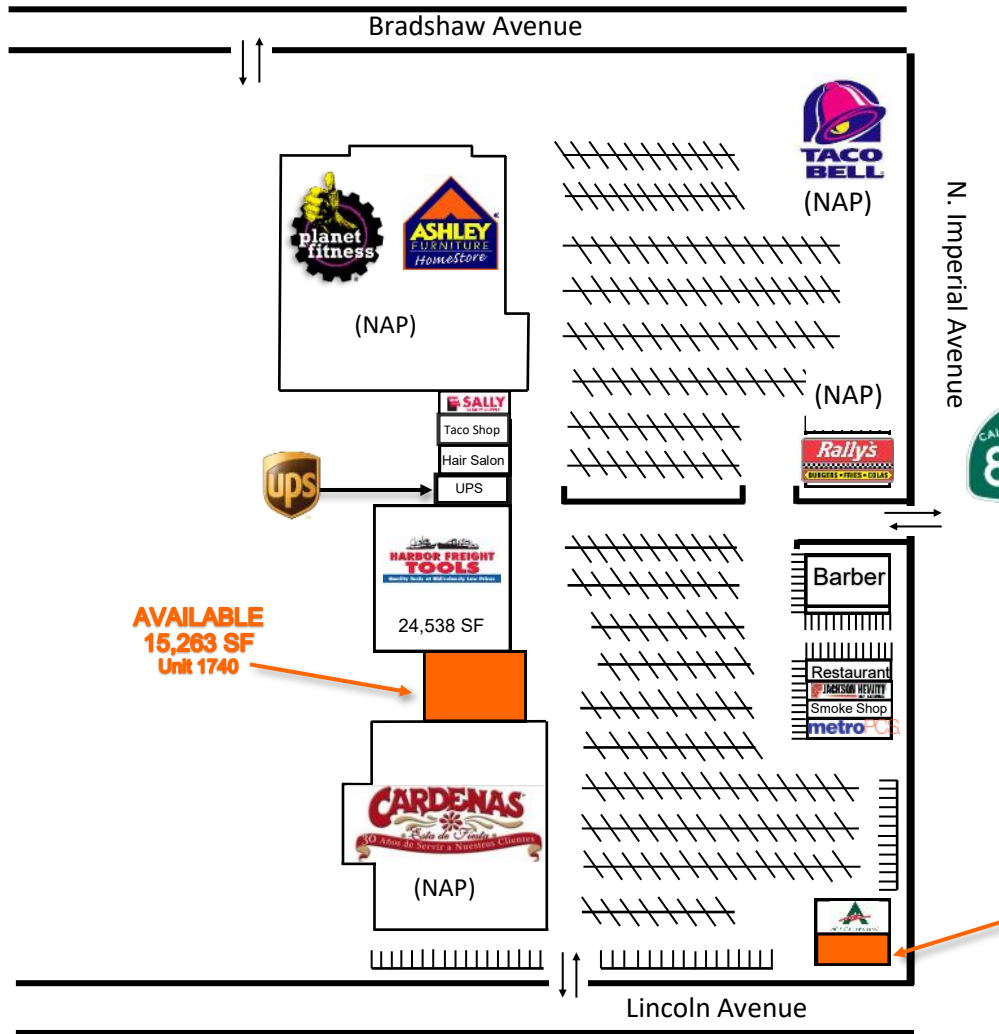 Bradshaw Avenue
TACO
BELL
(NAP)
N. Imperial Avenue
planet
fitness
ASHLEY
FURNITURE
HomeStore
(NAP)
(NAP)
SALLY
Taco Shop
Rally's
BURGERS • FRIES • COLAS
Hair Salon
ups
UPS
CAL
8
HARBOR FREIGHT
TOOLS
Quality Tools at Ridiculously Low Prices
24,538 SF
Barber
AVAILABLE
15,263 SF
Unit 1740
Restaurant
JACKSON HEWITT
Smoke Shop
metroPCS
CARDENAS
Esta de Fiesta
30 Años de Servir a Nuestros Clientes
(NAP)
Lincoln Avenue